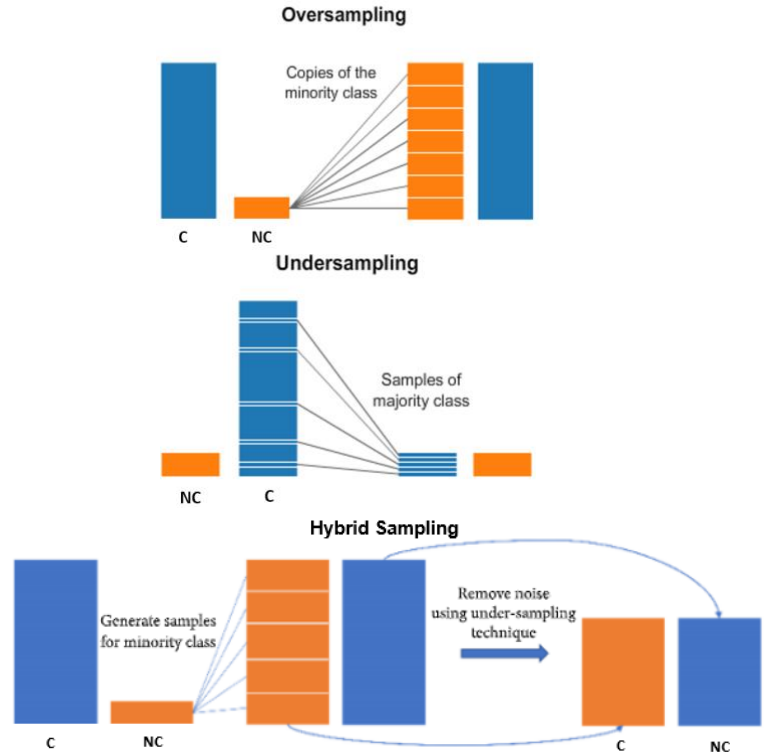 Oversampling
Copies of the
minority class
C
NC
Undersampling
Samples of
majority class
NC
C
Hybrid Sampling
Generate samples
for minority class
Remove noise
using under-sampling
technique
C
NC
C
NC